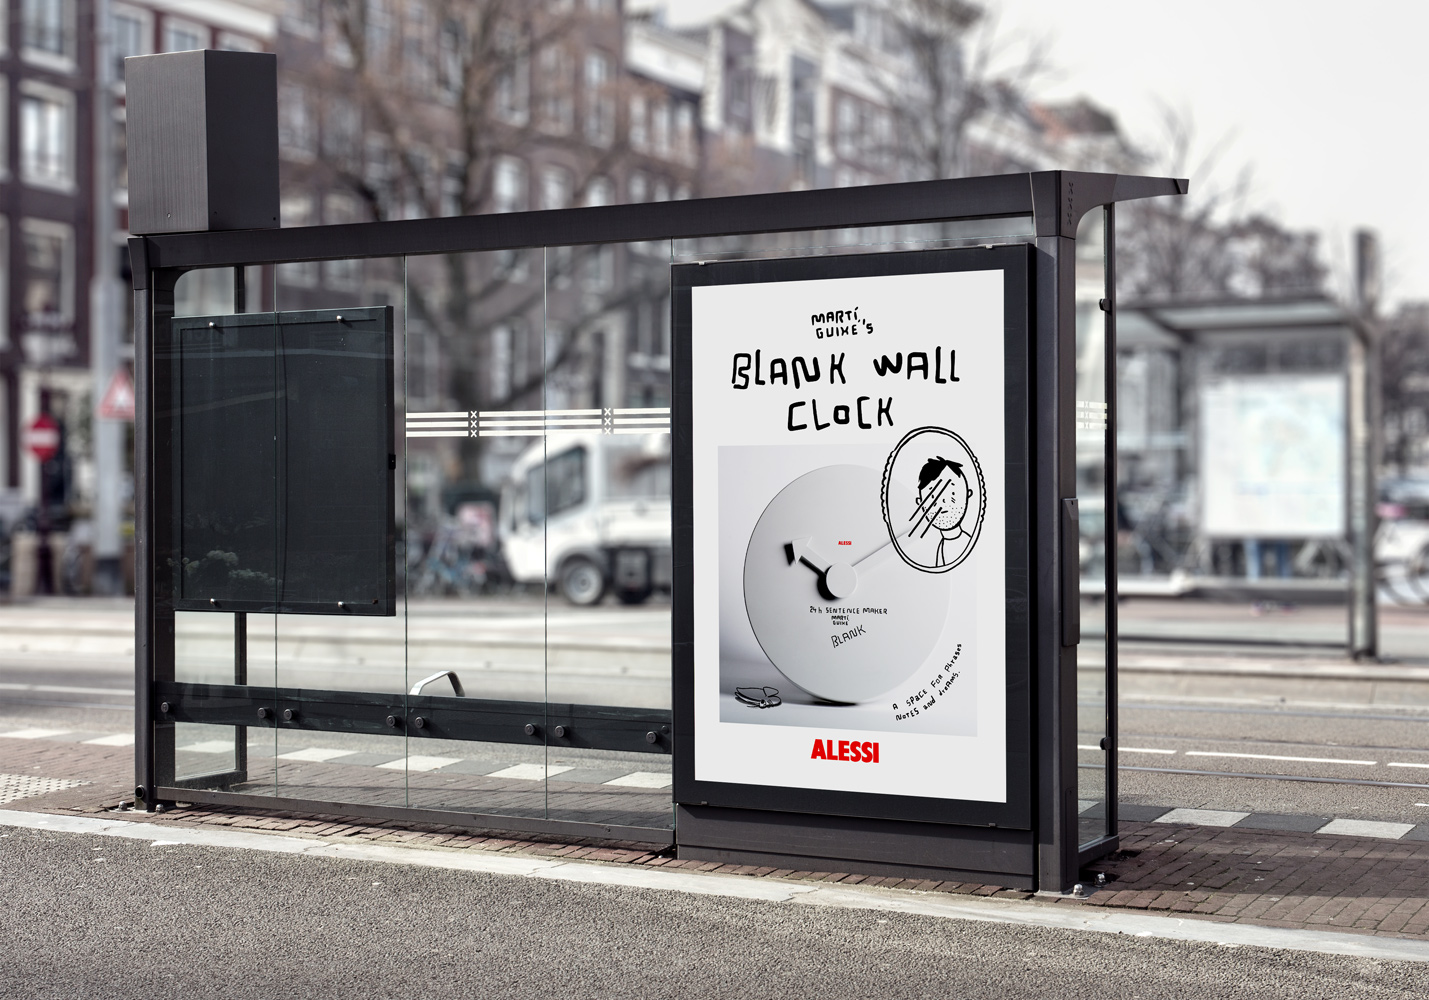 MARTÍ
GUIXÉ'S
BLANK WALL
CLOCK
ALESSI
24h SENTENCE MAKER
MARTÍ
GUIXÉ
BLANK
A SPACE FOR PhRASES
NOTES and dREAMS.
ALESSI